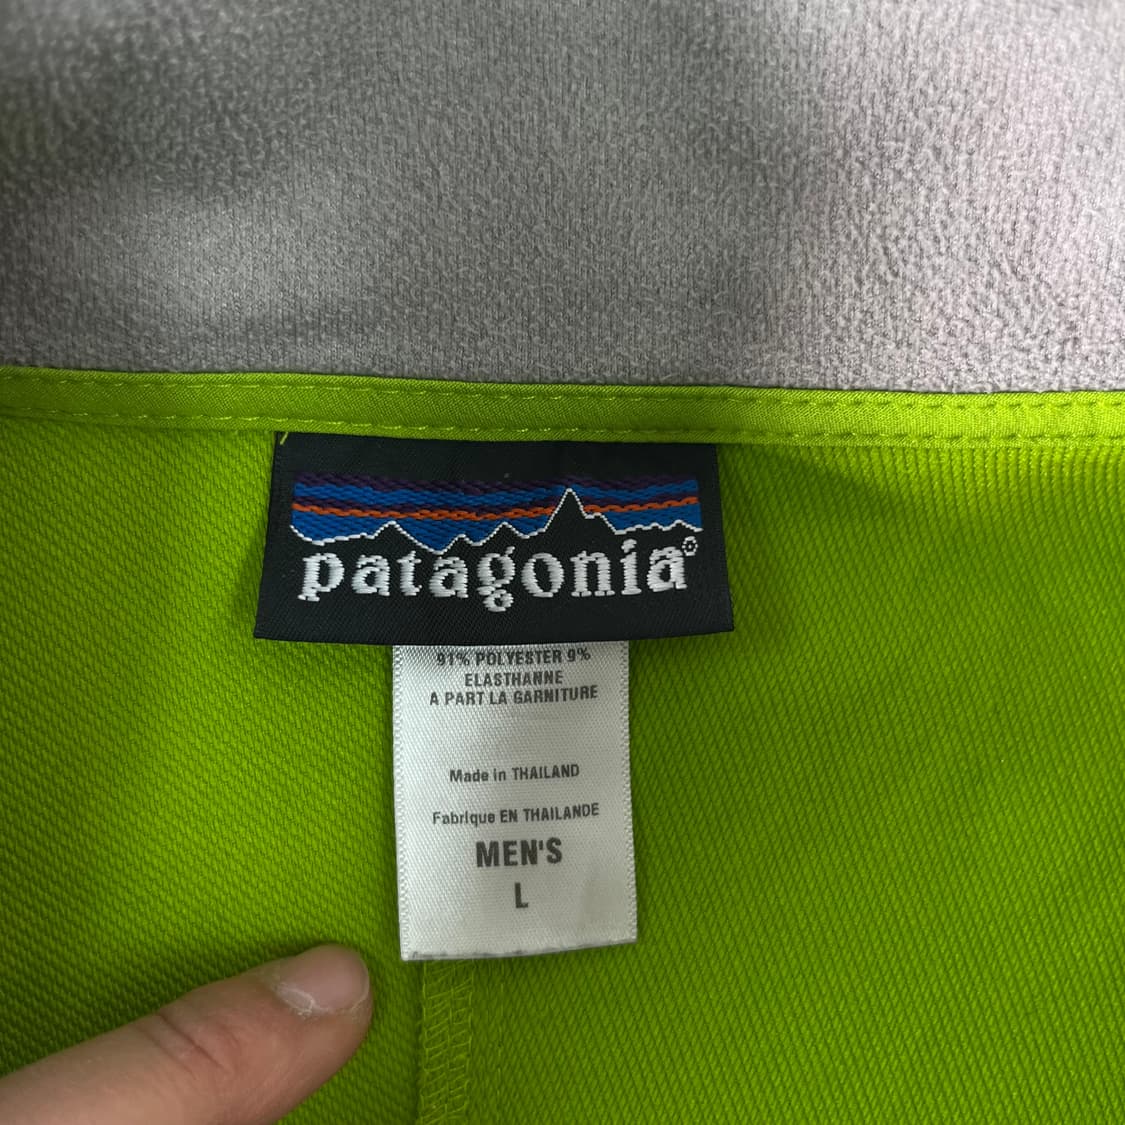 patagonia®
91% POLYESTER 9%
ELASTHANNE
A PART LA GARNITURE
Made in THAILAND
Fabrique EN THAILANDE
MEN'S
L